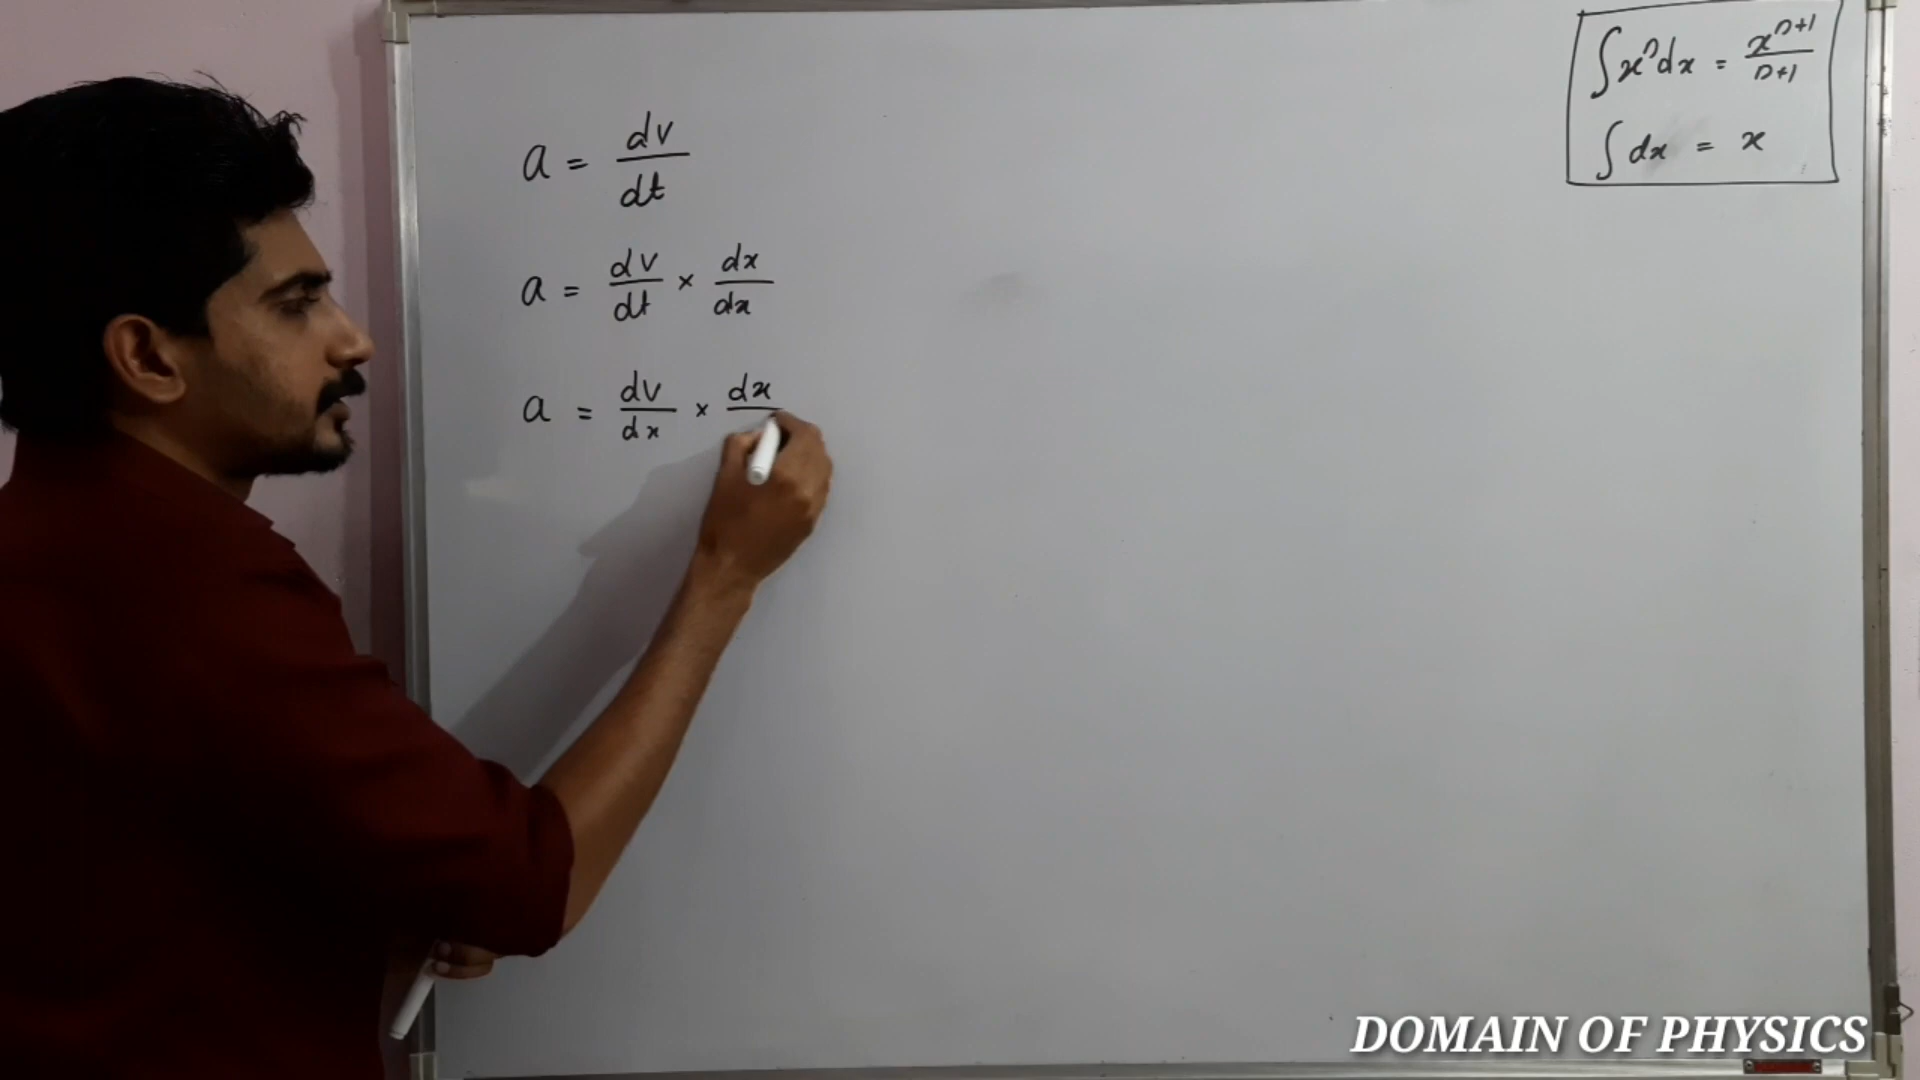 a = dv/dt
a = dv/dt × dx/dx
a = dv/dx × dx
∫xⁿdx = xⁿ⁺¹/n+1
∫dx = x
DOMAIN OF PHYSICS